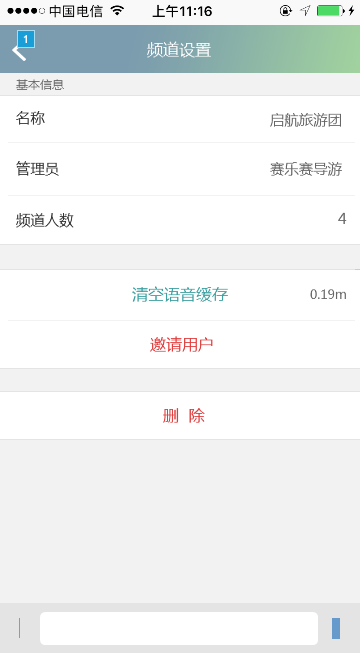 中国电信 上午11:16
1
频道设置
基本信息
名称 启航旅游团
管理员 赛乐赛导游
频道人数 4
清空语音缓存 0.19m
邀请用户
删 除